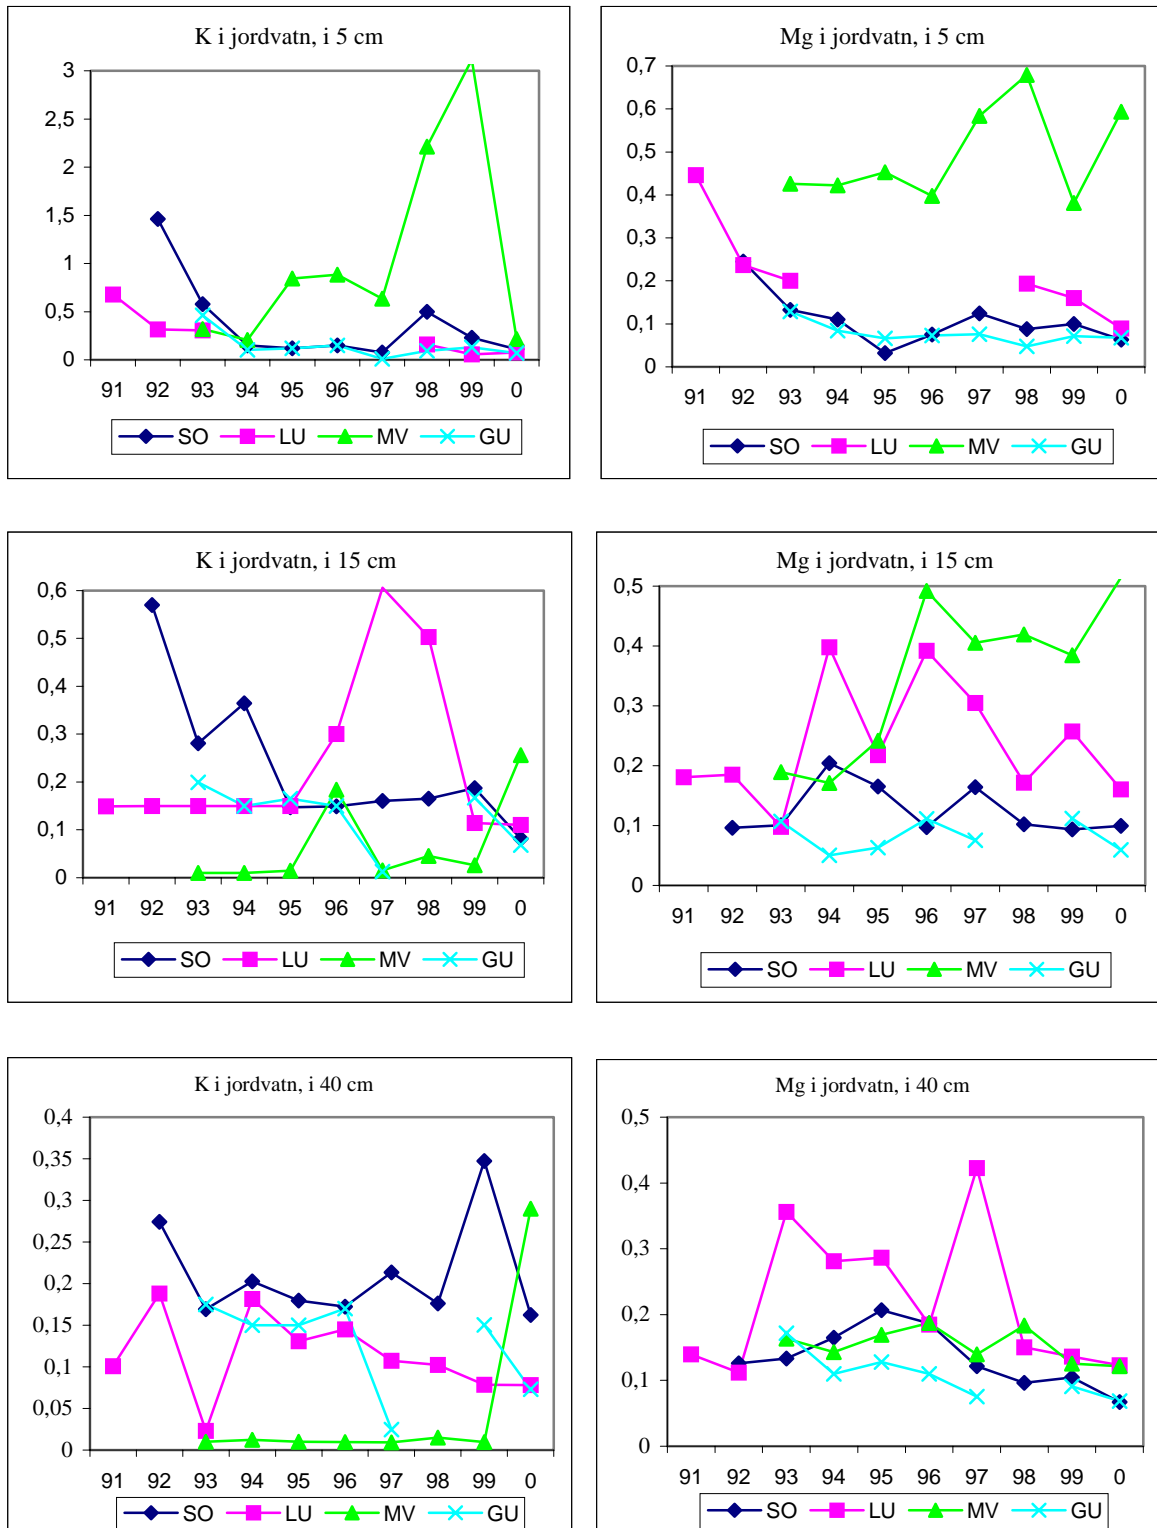 K i jordvatn, i 5 cm
3
2,5
2
1,5
1
0,5
0
91 92 93 94 95 96 97 98 99 0
SO LU MV GU
Mg i jordvatn, i 5 cm
0,7
0,6
0,5
0,4
0,3
0,2
0,1
0
91 92 93 94 95 96 97 98 99 0
SO LU MV GU
K i jordvatn, i 15 cm
0,6
0,5
0,4
0,3
0,2
0,1
0
91 92 93 94 95 96 97 98 99 0
SO LU MV GU
Mg i jordvatn, i 15 cm
0,5
0,4
0,3
0,2
0,1
0
91 92 93 94 95 96 97 98 99 0
SO LU MV GU
K i jordvatn, i 40 cm
0,4
0,35
0,3
0,25
0,2
0,15
0,1
0,05
0
91 92 93 94 95 96 97 98 99 0
SO LU MV GU
Mg i jordvatn, i 40 cm
0,5
0,4
0,3
0,2
0,1
0
91 92 93 94 95 96 97 98 99 0
SO LU MV GU